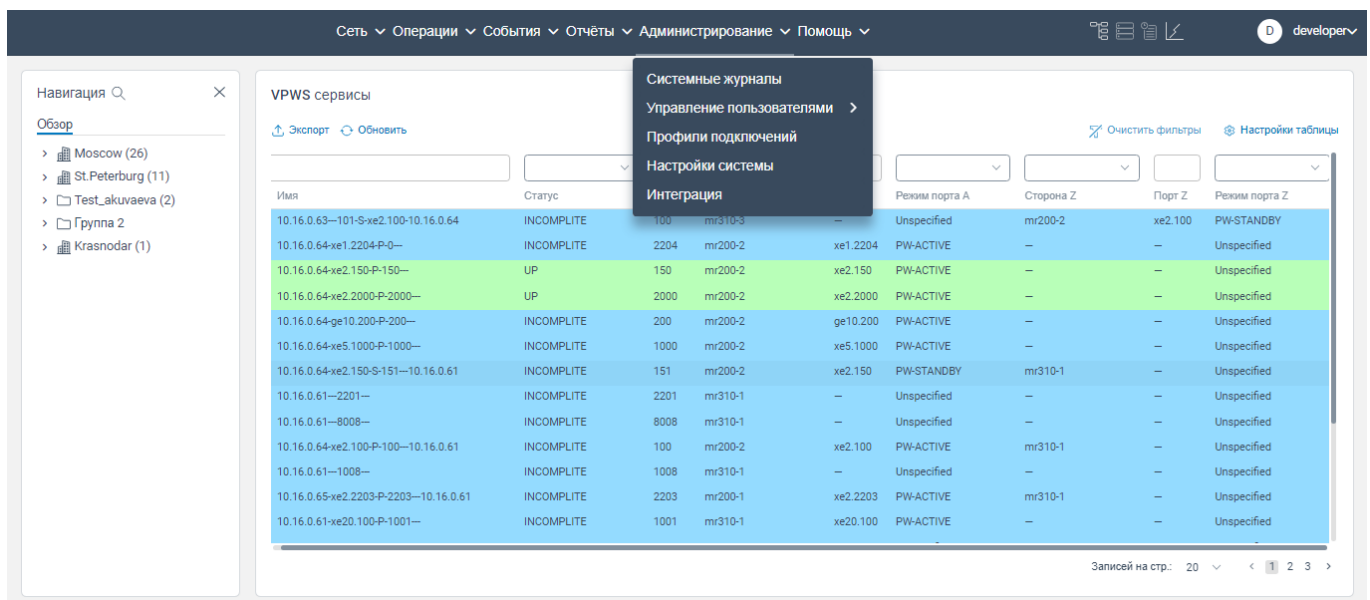 Сеть Операции События Отчёты Администрирование Помощь D developer
Навигация
Обзор
Moscow (26)
St.Peterburg (11)
Test_akuvaeva (2)
Группа 2
Krasnodar (1)
Системные журналы
Управление пользователями
Профили подключений
Настройки системы
Интеграция
VPWS сервисы
Экспорт Обновить Очистить фильтры Настройки таблицы
Имя Статус Режим порта A Сторона Z Порт Z Режим порта Z
10.16.0.63—101-S-xe2.100-10.16.0.64 INCOMPLITE 100 mr310-3 — Unspecified mr200-2 xe2.100 PW-STANDBY
10.16.0.64-xe1.2204-P-0— INCOMPLITE 2204 mr200-2 xe1.2204 PW-ACTIVE — — Unspecified
10.16.0.64-xe2.150-P-150— UP 150 mr200-2 xe2.150 PW-ACTIVE — — Unspecified
10.16.0.64-xe2.2000-P-2000— UP 2000 mr200-2 xe2.2000 PW-ACTIVE — — Unspecified
10.16.0.64-ge10.200-P-200— INCOMPLITE 200 mr200-2 ge10.200 PW-ACTIVE — — Unspecified
10.16.0.64-xe5.1000-P-1000— INCOMPLITE 1000 mr200-2 xe5.1000 PW-ACTIVE — — Unspecified
10.16.0.64-xe2.150-S-151—10.16.0.61 INCOMPLITE 151 mr200-2 xe2.150 PW-STANDBY mr310-1 — Unspecified
10.16.0.61—2201— INCOMPLITE 2201 mr310-1 — Unspecified — — Unspecified
10.16.0.61—8008— INCOMPLITE 8008 mr310-1 — Unspecified — — Unspecified
10.16.0.64-xe2.100-P-100—10.16.0.61 INCOMPLITE 100 mr200-2 xe2.100 PW-ACTIVE mr310-1 — Unspecified
10.16.0.61—1008— INCOMPLITE 1008 mr310-1 — Unspecified — — Unspecified
10.16.0.65-xe2.2203-P-2203—10.16.0.61 INCOMPLITE 2203 mr200-1 xe2.2203 PW-ACTIVE mr310-1 — Unspecified
10.16.0.61-xe20.100-P-1001— INCOMPLITE 1001 mr310-1 xe20.100 PW-ACTIVE — — Unspecified
Записей на стр.: 20 < 1 2 3 >